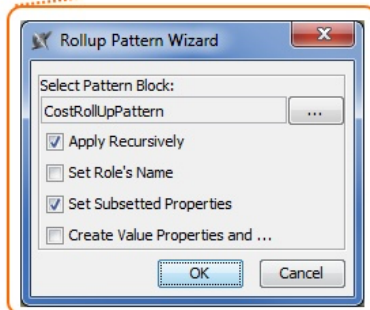 Rollup Pattern Wizard
Select Pattern Block:
CostRollUpPattern ...
Apply Recursively
Set Role's Name
Set Subsetted Properties
Create Value Properties and ...
OK Cancel